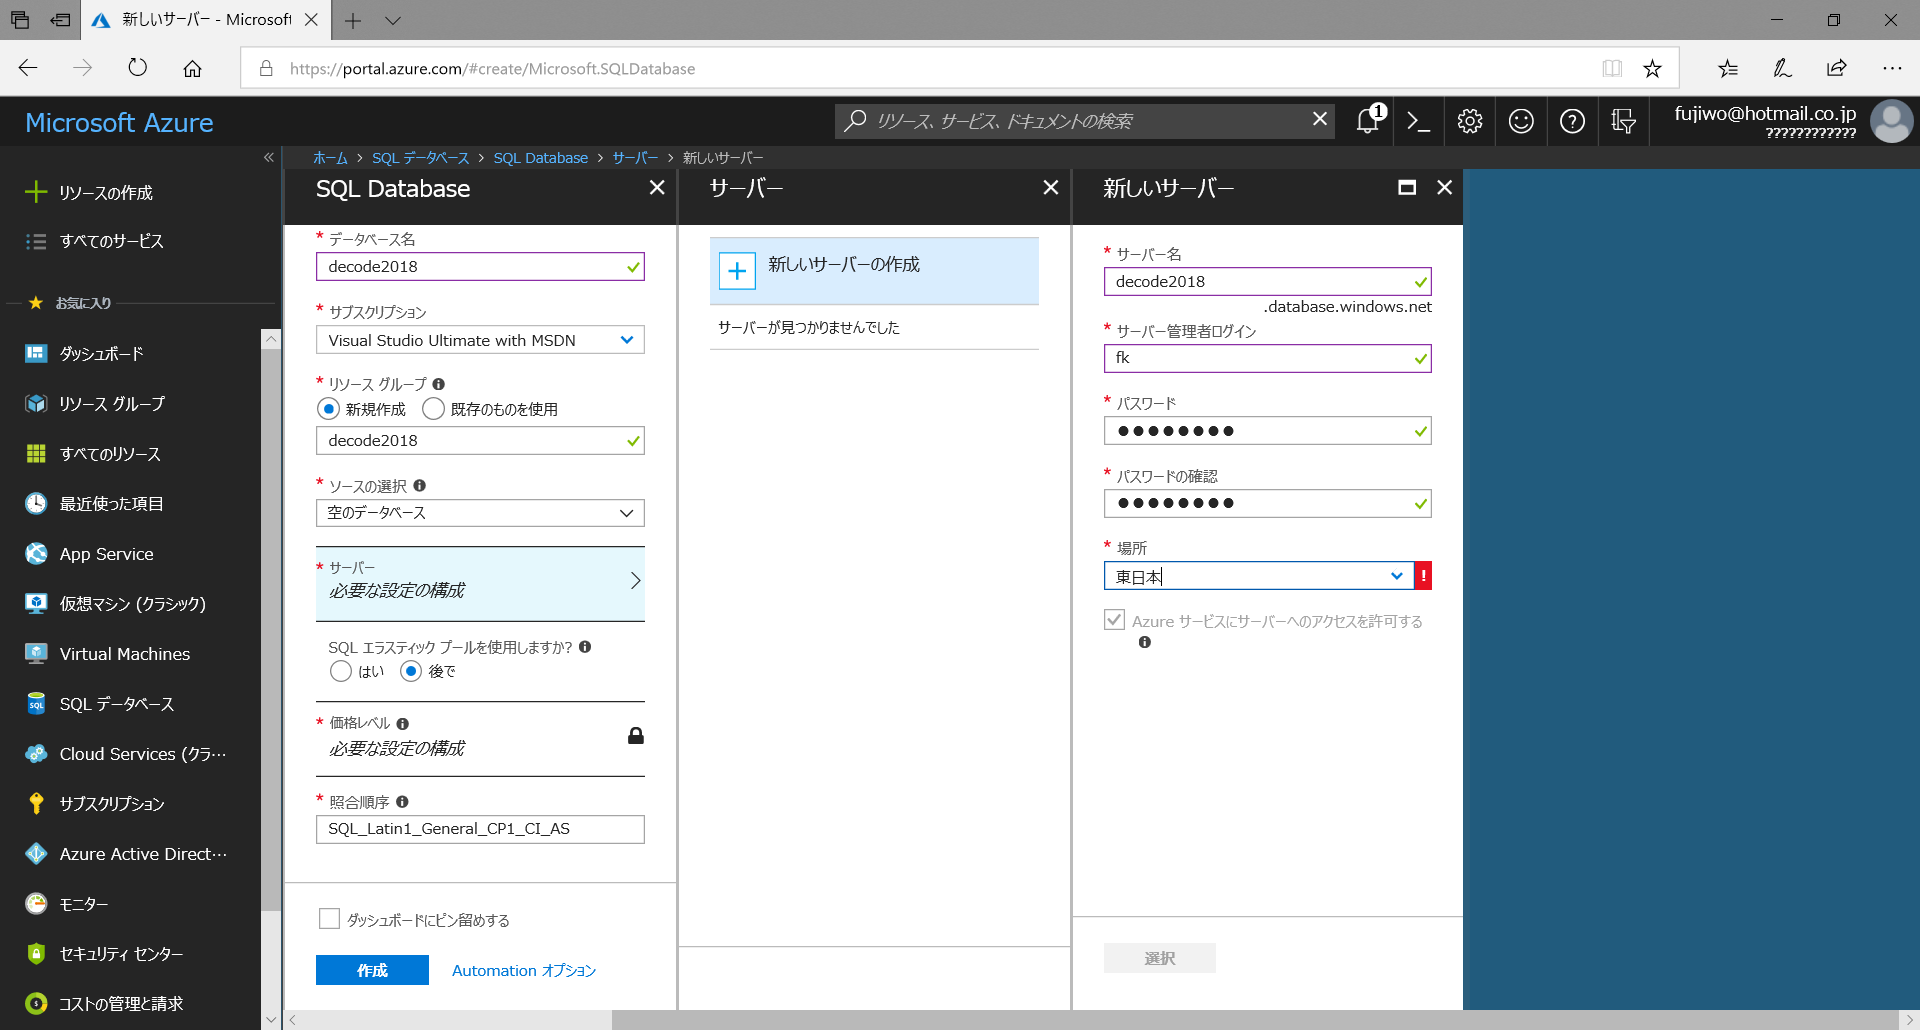 新しいサーバー - Microsoft
https://portal.azure.com/#create/Microsoft.SQLDatabase
Microsoft Azure
リソース、サービス、ドキュメントの検索
1
fujiwo@hotmail.co.jp
?????????????
ホーム > SQL データベース > SQL Database > サーバー > 新しいサーバー
リソースの作成
すべてのサービス
お気に入り
ダッシュボード
リソース グループ
すべてのリソース
最近使った項目
App Service
仮想マシン (クラシック)
Virtual Machines
SQL データベース
Cloud Services (クラ…
サブスクリプション
Azure Active Direct…
モニター
セキュリティ センター
コストの管理と請求
SQL Database
* データベース名
decode2018
* サブスクリプション
Visual Studio Ultimate with MSDN
* リソース グループ
新規作成
既存のものを使用
decode2018
* ソースの選択
空のデータベース
* サーバー
必要な設定の構成
SQL エラスティック プールを使用しますか?
はい
後で
* 価格レベル
必要な設定の構成
* 照合順序
SQL_Latin1_General_CP1_CI_AS
ダッシュボードにピン留めする
作成
Automation オプション
サーバー
新しいサーバーの作成
サーバーが見つかりませんでした
新しいサーバー
* サーバー名
decode2018
.database.windows.net
* サーバー管理者ログイン
fk
* パスワード
●●●●●●●●
* パスワードの確認
●●●●●●●●
* 場所
東日本
!
Azure サービスにサーバーへのアクセスを許可する
選択